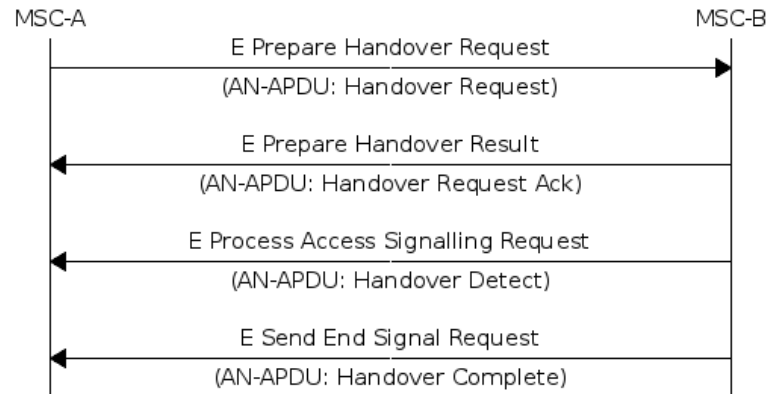 MSC-A MSC-B
E Prepare Handover Request
(AN-APDU: Handover Request)
E Prepare Handover Result
(AN-APDU: Handover Request Ack)
E Process Access Signalling Request
(AN-APDU: Handover Detect)
E Send End Signal Request
(AN-APDU: Handover Complete)